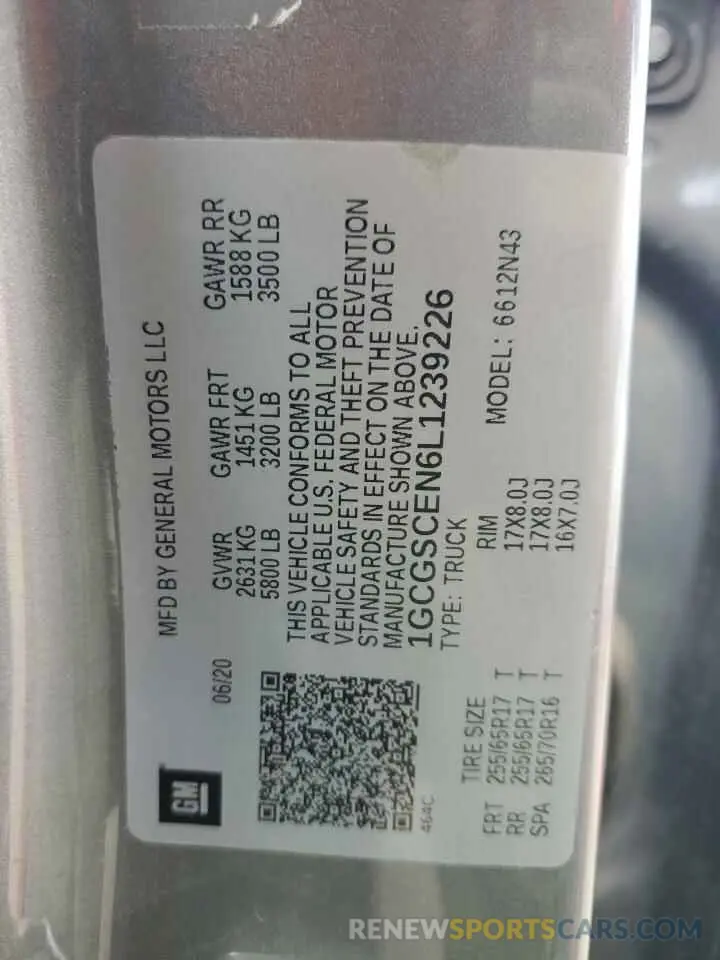 MFD BY GENERAL MOTORS LLC
GM
06/20
GVWR GAWR FRT GAWR RR
2631 KG 1451 KG 1588 KG
5800 LB 3200 LB 3500 LB
THIS VEHICLE CONFORMS TO ALL
APPLICABLE U.S. FEDERAL MOTOR
VEHICLE SAFETY AND THEFT PREVENTION
STANDARDS IN EFFECT ON THE DATE OF
MANUFACTURE SHOWN ABOVE.
1GCGSCEN6L1239226
464C
TYPE: TRUCK MODEL: 6612N43
TIRE SIZE RIM
FRT 255/65R17 T 17X8.0J
RR 255/65R17 T 17X8.0J
SPA 265/70R16 T 16X7.0J
RENEWSPORTSCARS.COM